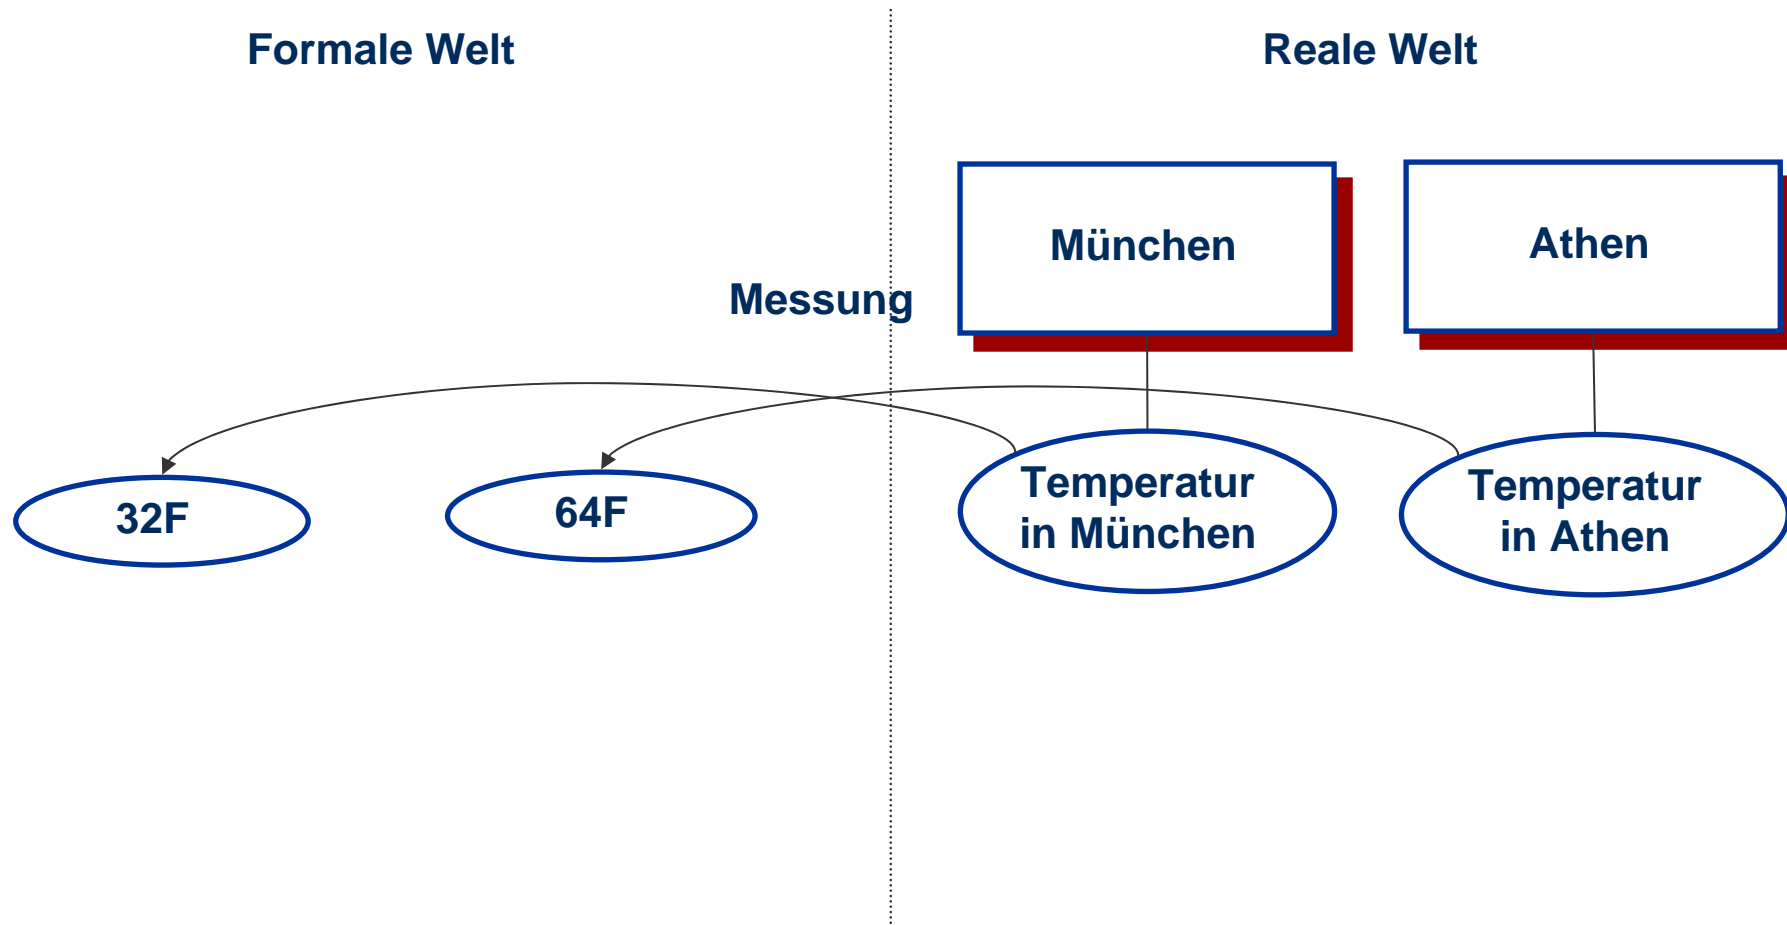 Formale Welt
Reale Welt
München
Athen
Messung
32F
64F
Temperatur
in München
Temperatur
in Athen